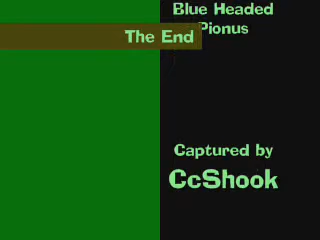 Blue Headed
Pionus
The End
Captured by
CcShook